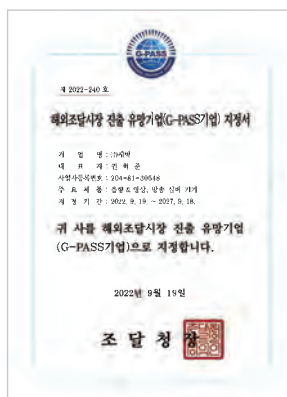 G-PASS
제 2022-240 호
해외조달시장 진출 유망기업(G-PASS기업) 지정서
기 업 명 :
대 표 자 :
사업자등록번호 : 204-81-30648
주 요 제 품 : 음향 & 영상, 방송 설비 기기
지 정 기 간 : 2022. 9. 19. ~ 2027. 9. 18.
귀 사를 해외조달시장 진출 유망기업
(G-PASS기업)으로 지정합니다.
2022년 9월 19일
조 달 청 장